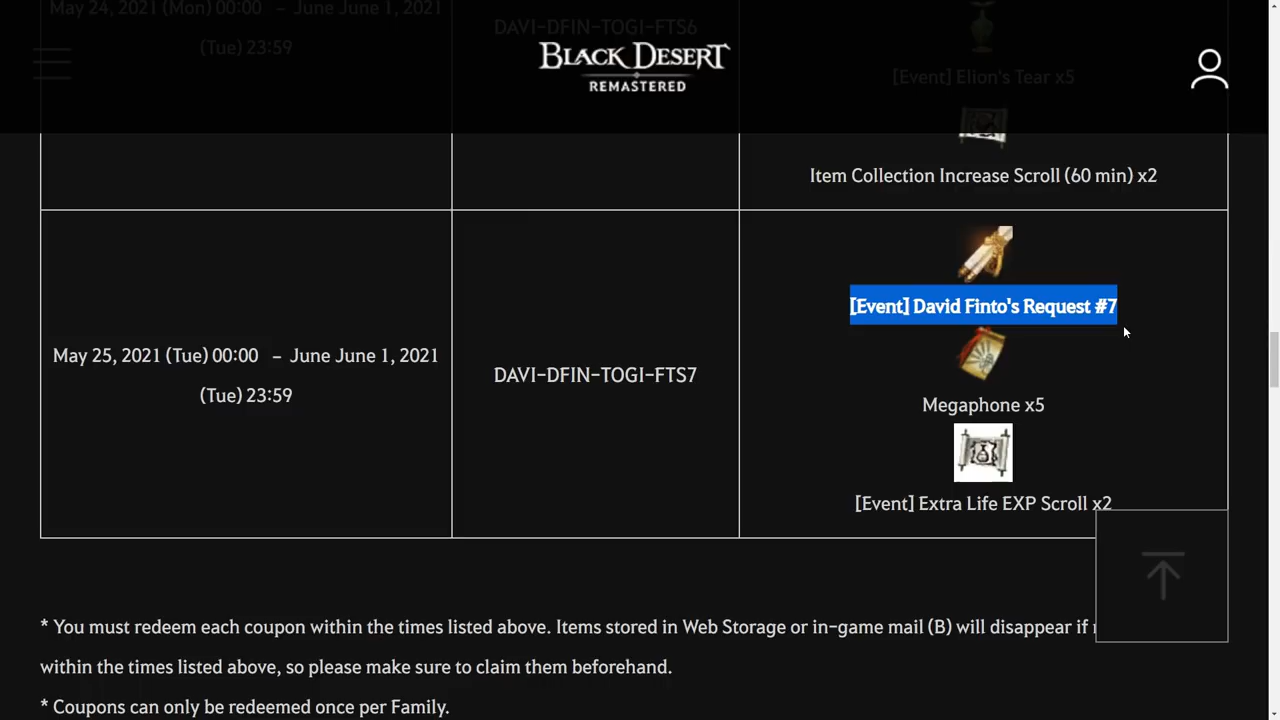 May 24, 2021 (Mon) 00:00 – June June 1, 2021
(Tue) 23:59
DAVI-DFIN-TOGI-FTS6
BLACK DESERT
REMASTERED
[Event] Elion's Tear x5
Item Collection Increase Scroll (60 min) x2
May 25, 2021 (Tue) 00:00 – June June 1, 2021
(Tue) 23:59
DAVI-DFIN-TOGI-FTS7
[Event] David Finto's Request #7
Megaphone x5
[Event] Extra Life EXP Scroll x2
* You must redeem each coupon within the times listed above. Items stored in Web Storage or in-game mail (B) will disappear if
within the times listed above, so please make sure to claim them beforehand.
* Coupons can only be redeemed once per Family.